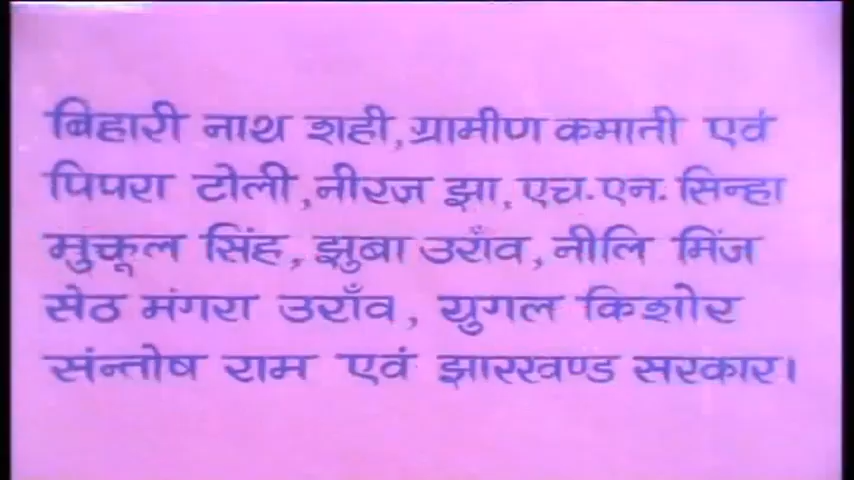 बिहारी नाथ शही, ग्रामीण कमाती एवं
पिपरा टोली, नीरज झा, एच.एन. सिन्हा
मुक्तूल सिंह, झुबा उराँव, नीलि मिंज
सेठ मंगरा उराँव, युगल किशोर
संन्तोष राम एवं झारखण्ड सरकार।